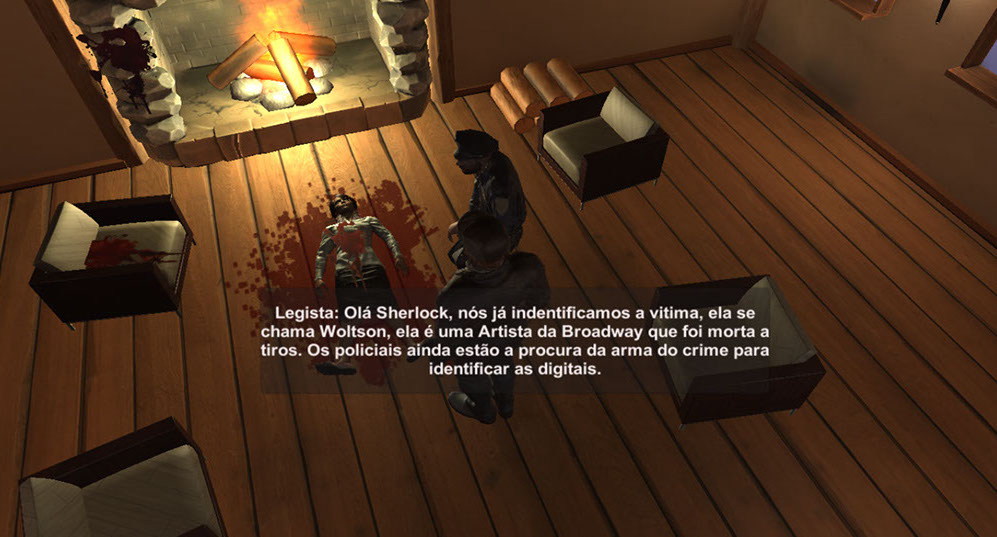 Legista: Olá Sherlock, nós já indentificamos a vitima, ela se
chama Woltson, ela é uma Artista da Broadway que foi morta a
tiros. Os policiais ainda estão a procura da arma do crime para
identificar as digitais.